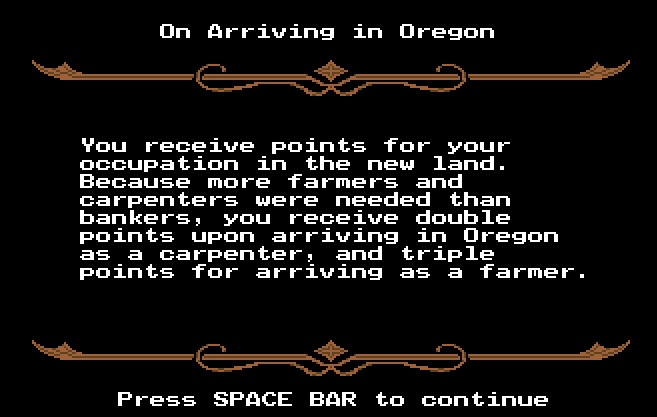 On Arriving in Oregon
You receive points for your
occupation in the new land.
Because more farmers and
carpenters were needed than
bankers, you receive double
points upon arriving in Oregon
as a carpenter, and triple
points for arriving as a farmer.
Press SPACE BAR to continue